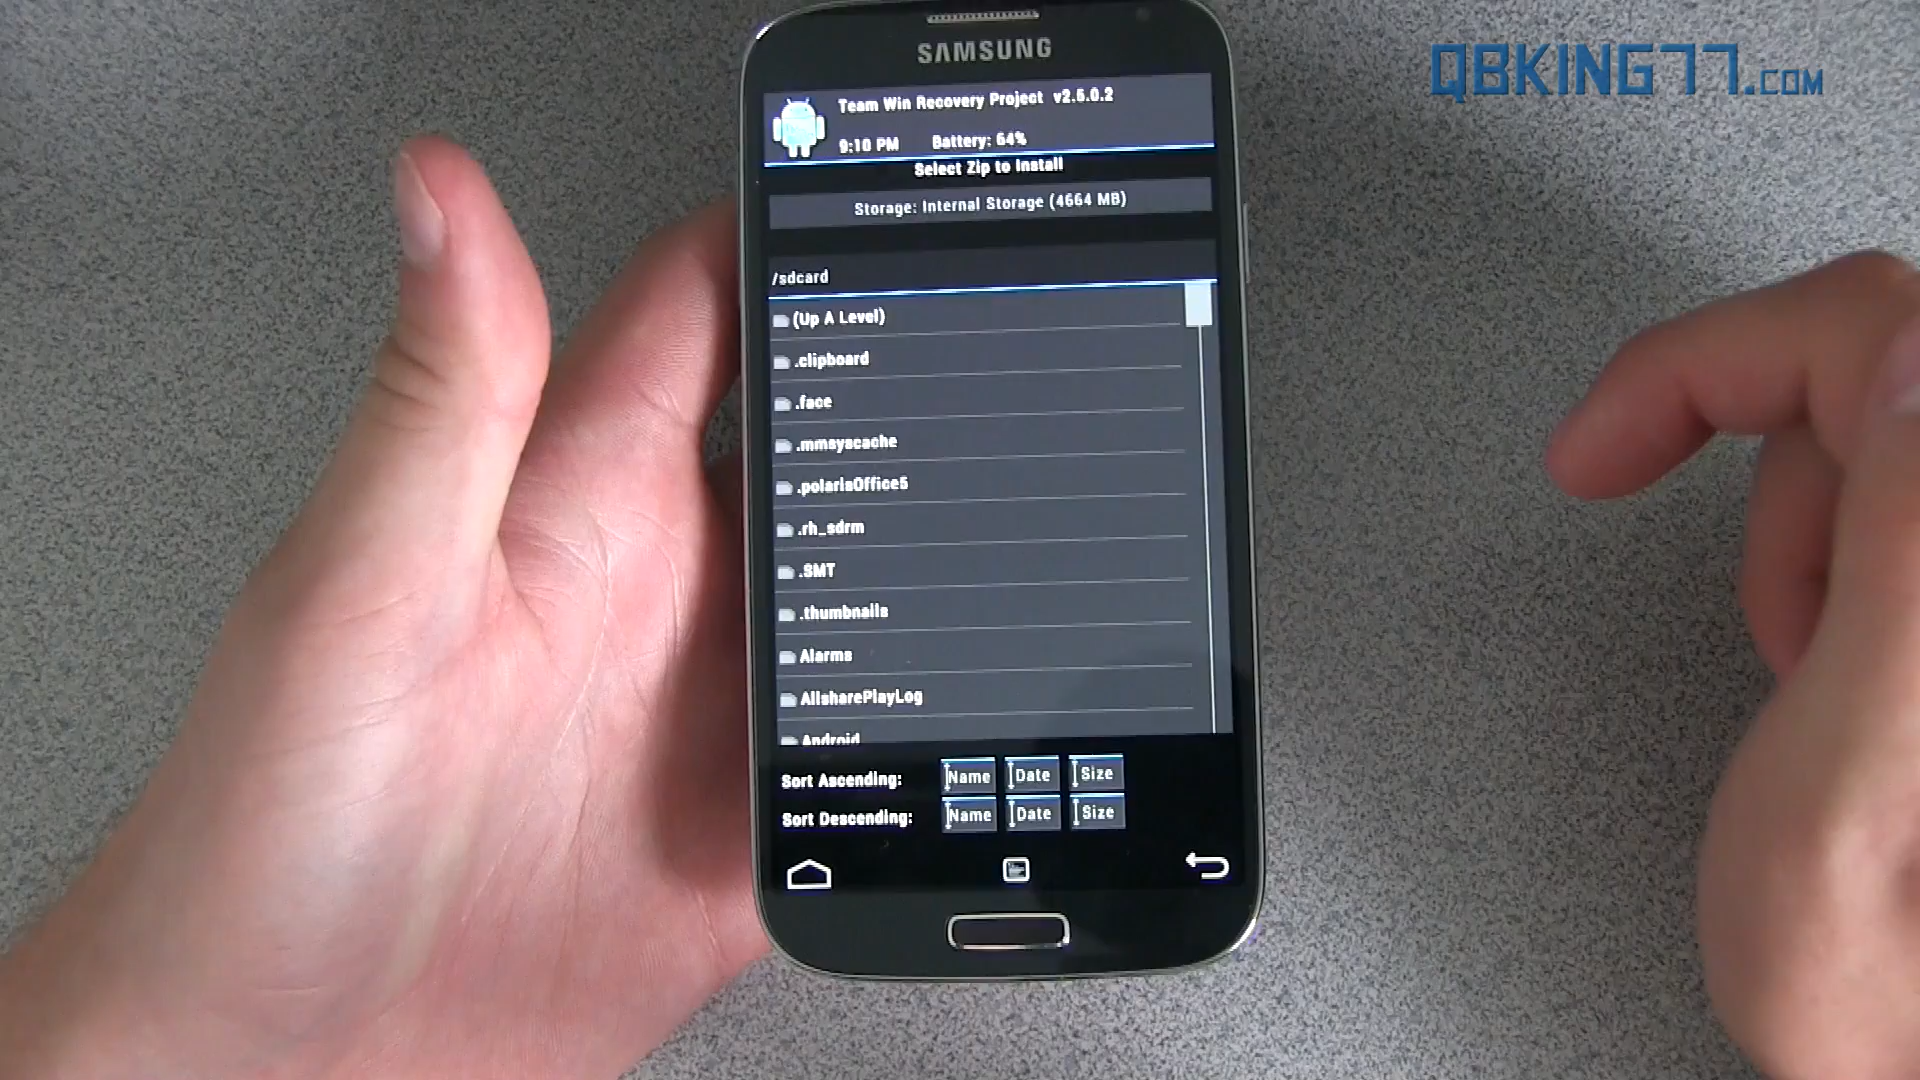 SAMSUNG
QBKING77.COM
Team Win Recovery Project v2.5.0.2
9:10 PM Battery: 64%
Select Zip to Install
Storage: Internal Storage (4664 MB)
/sdcard
(Up A Level)
.clipboard
.face
.mmsyscache
.polarisOffice5
.rh_sdrm
.SMT
.thumbnails
Alarms
AllsharePlayLog
Android
Sort Ascending: Name Date Size
Sort Descending: Name Date Size